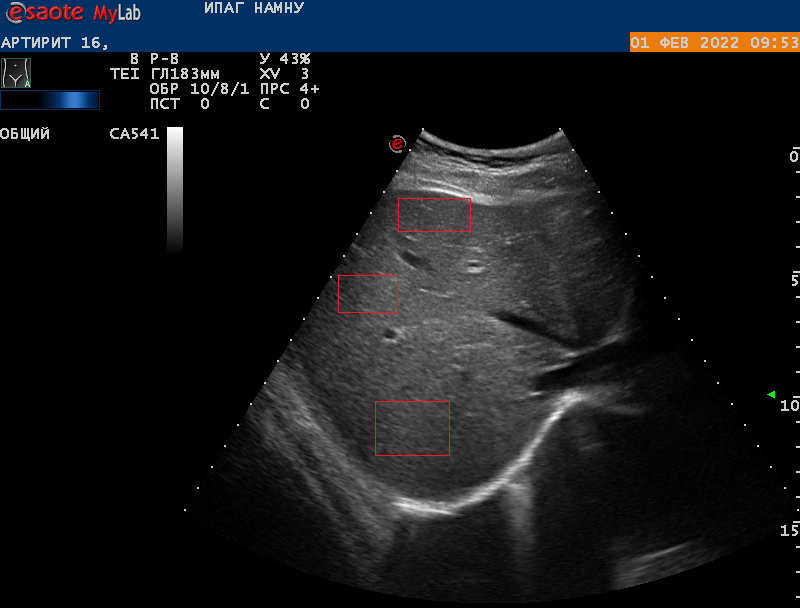 esaote MyLab
ИПАГ НАМНУ
АРТИРИТ 16,
01 ФЕВ 2022 09:53
В Р-В У 43%
TEI ГЛ183мм XV 3
ОБР 10/8/1 ПРС 4+
ПСТ 0 С 0
A
ОБЩИЙ CA541
e
0
5
10
15